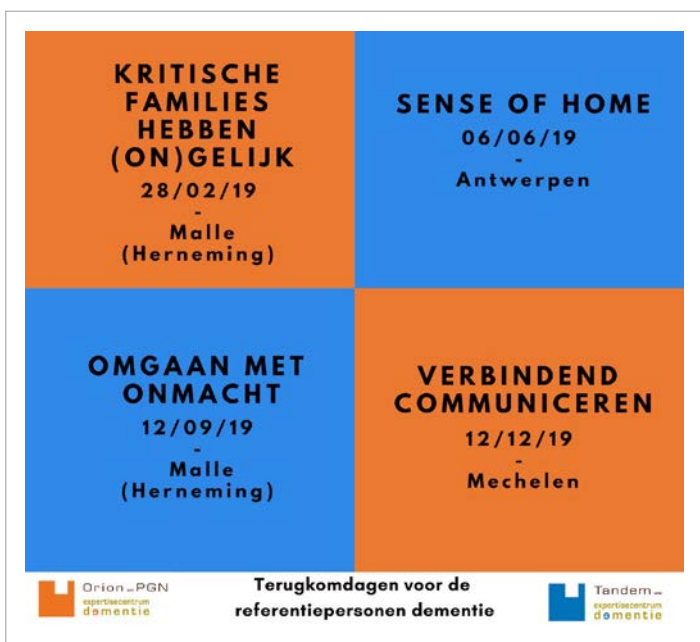 KRITISCHE
FAMILIES
HEBBEN
(ON)GELIJK
28/02/19
-
Malle
(Herneming)
SENSE OF HOME
06/06/19
-
Antwerpen
OMGAAN MET
ONMACHT
12/09/19
-
Malle
(Herneming)
VERBINDEND
COMMUNICEREN
12/12/19
-
Mechelen
Orion PGN
expertisecentrum
dementie
Terugkomdagen voor de
referentiepersonen dementie
Tandem
expertisecentrum
dementie